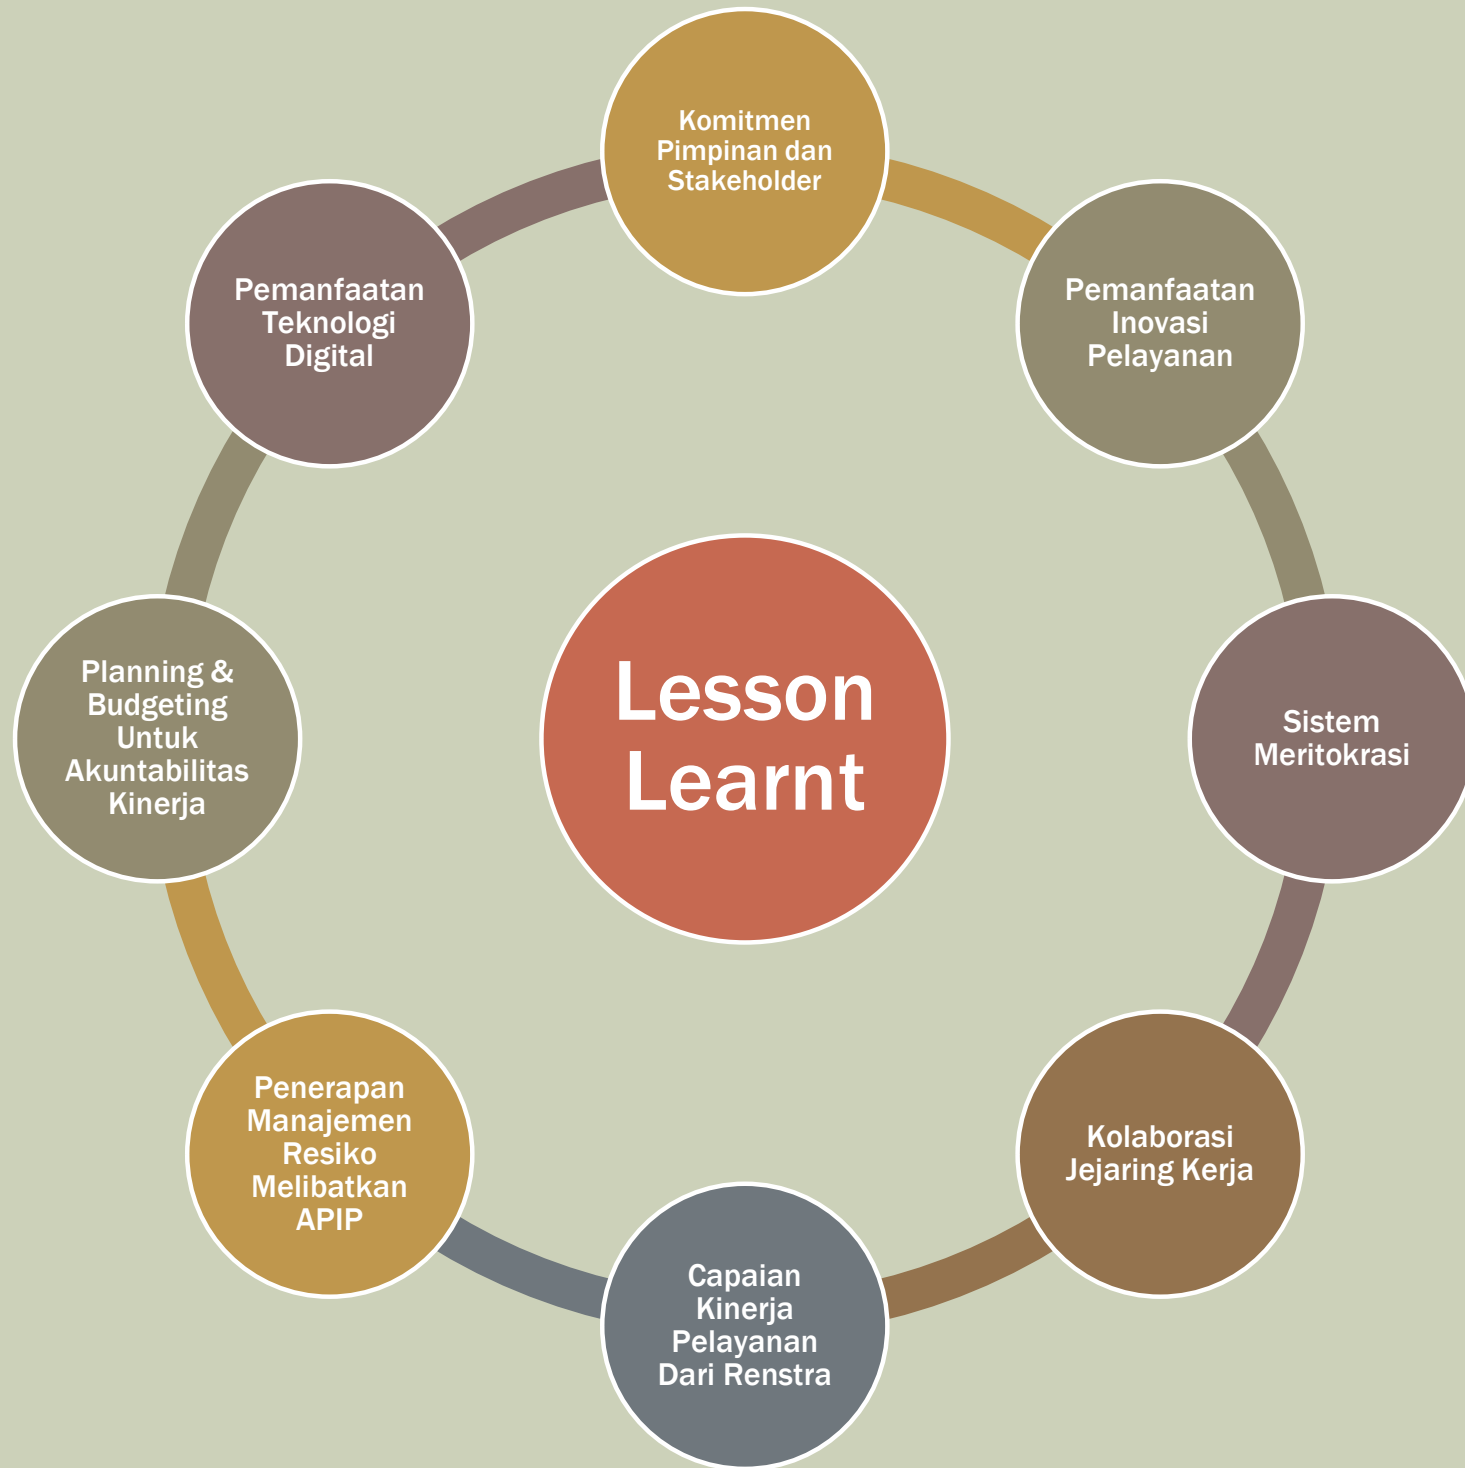 Komitmen
Pimpinan dan
Stakeholder
Pemanfaatan
Inovasi
Pelayanan
Sistem
Meritokrasi
Kolaborasi
Jejaring Kerja
Capaian
Kinerja
Pelayanan
Dari Renstra
Penerapan
Manajemen
Resiko
Melibatkan
APIP
Planning &
Budgeting
Untuk
Akuntabilitas
Kinerja
Pemanfaatan
Teknologi
Digital
Lesson
Learnt